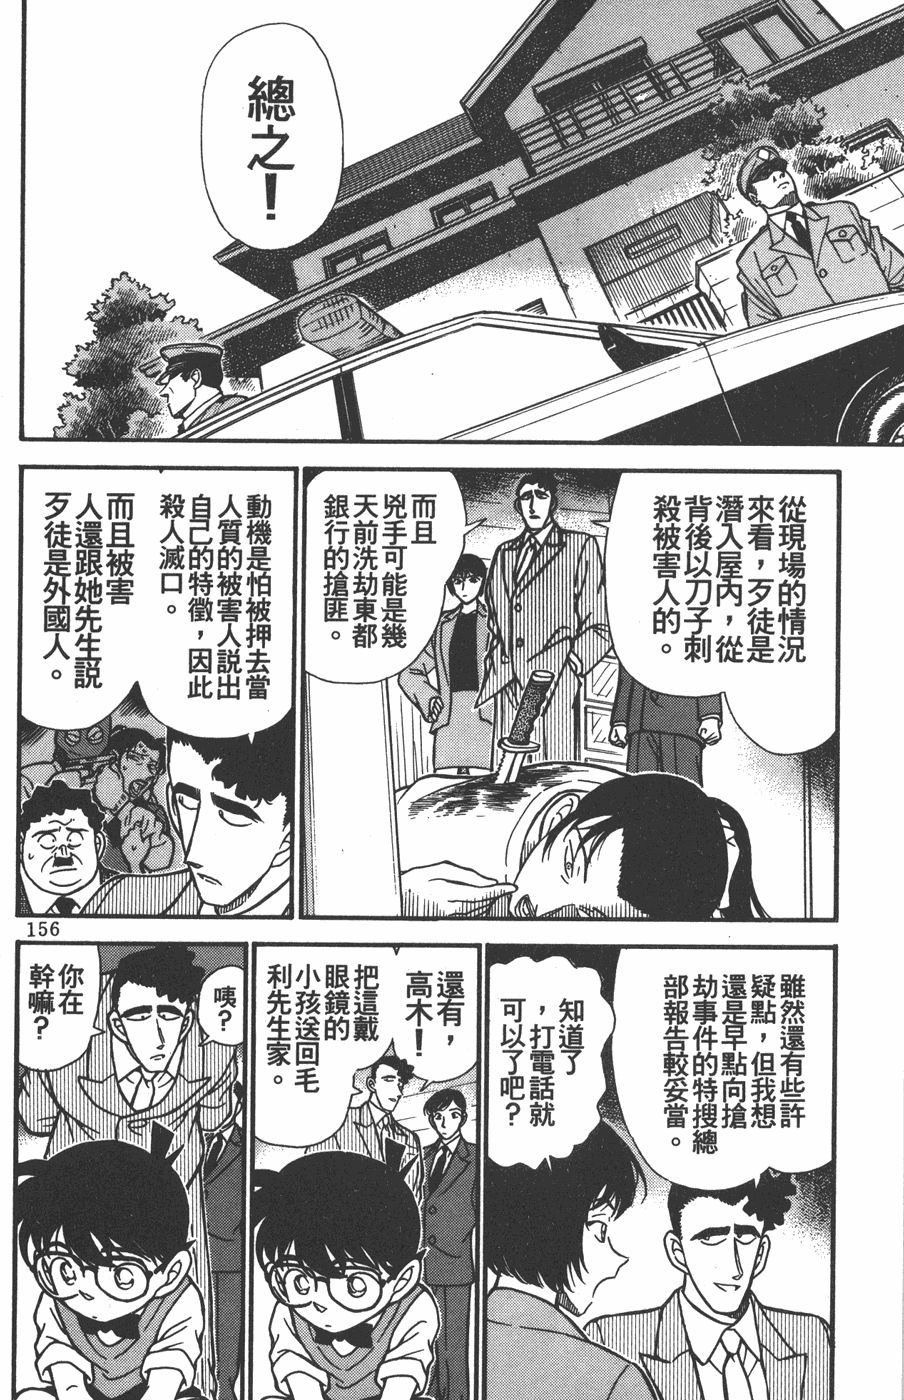 總之！
從現場的情況
來看，歹徒是
潛入屋內，從
背後以刀子刺
殺被害人的。
而且
兇手可能是幾
天前洗劫東都
銀行的搶匪。
動機是怕被押去當
人質的被害人說出
自己的特徵，因此
殺人滅口。
而且被害
人還跟她先生說
歹徒是外國人。
156
雖然還有些許
疑點，但我想
還是早點向搶
劫事件的特搜總
部報告較妥當。
知道了
，打電話就
可以了吧？
還有，
高木！
把這戴
眼鏡的
小孩送回毛
利先生家。
咦？
你在
幹嘛？